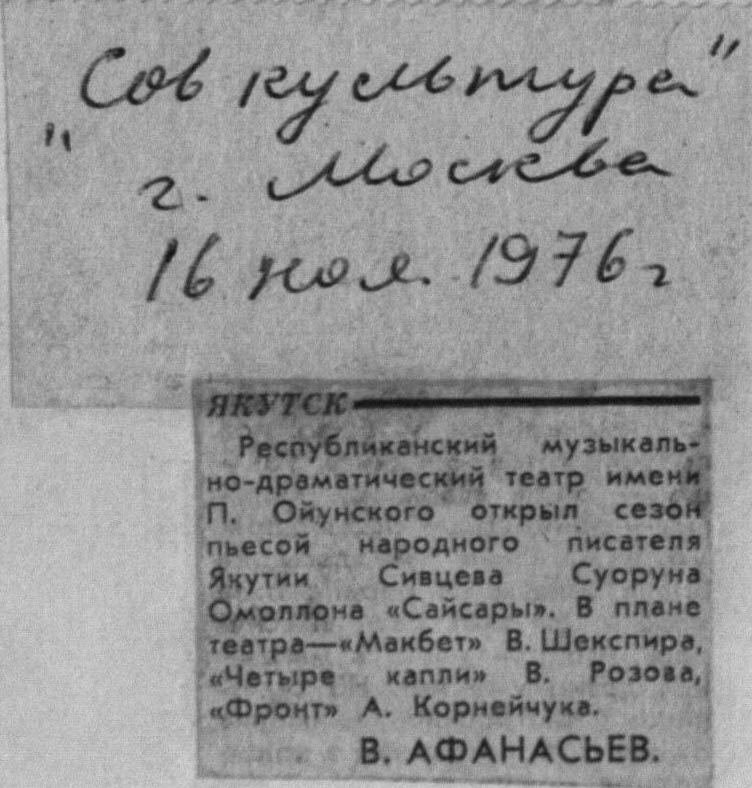 "Сов культура"
г. Москва
16 ноя. 1976 г
ЯКУТСК
Республиканский музыкаль-
но-драматический театр имени
П. Ойунского открыл сезон
пьесой народного писателя
Якутии Сивцева Суоруна
Омоллона «Сайсары». В плане
театра—«Макбет» В. Шекспира,
«Четыре капли» В. Розова,
«Фронт» А. Корнейчука.
В. АФАНАСЬЕВ.